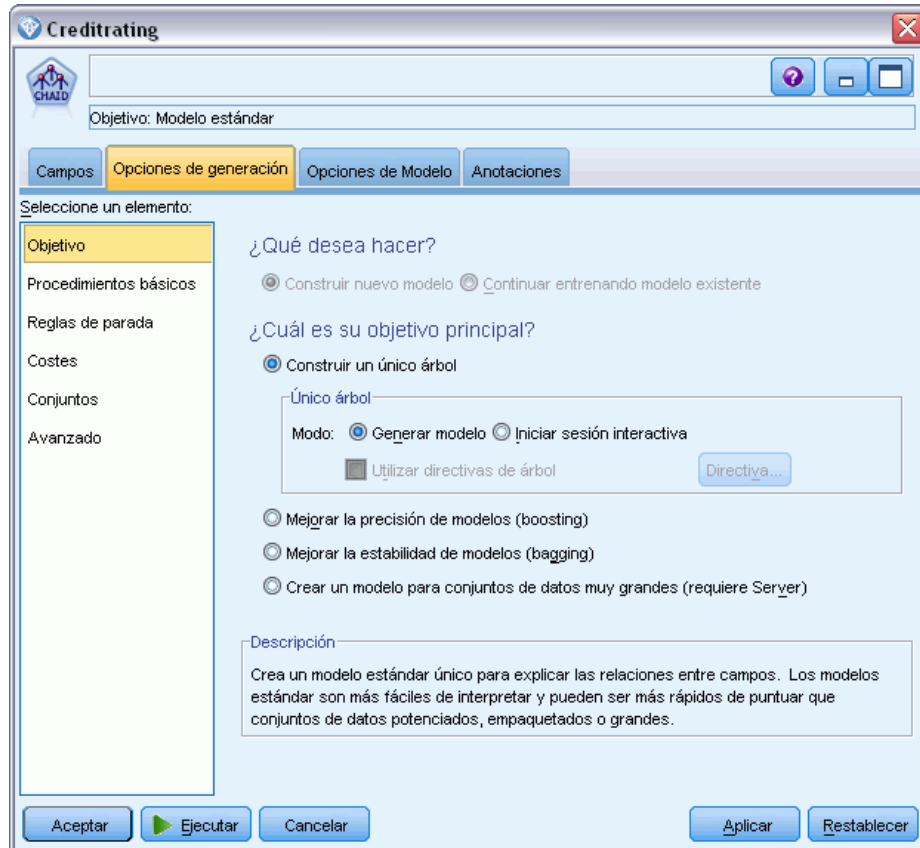 Creditrating
CHAID
Objetivo: Modelo estándar
Campos
Opciones de generación
Opciones de Modelo
Anotaciones
Seleccione un elemento:
Objetivo
Procedimientos básicos
Reglas de parada
Costes
Conjuntos
Avanzado
¿Qué desea hacer?
Construir nuevo modelo Continuar entrenando modelo existente
¿Cuál es su objetivo principal?
Construir un único árbol
Único árbol
Modo: Generar modelo Iniciar sesión interactiva
Utilizar directivas de árbol Directiva...
Mejorar la precisión de modelos (boosting)
Mejorar la estabilidad de modelos (bagging)
Crear un modelo para conjuntos de datos muy grandes (requiere Server)
Descripción
Crea un modelo estándar único para explicar las relaciones entre campos. Los modelos
estándar son más fáciles de interpretar y pueden ser más rápidos de puntuar que
conjuntos de datos potenciados, empaquetados o grandes.
Aceptar Ejecutar Cancelar Aplicar Restablecer